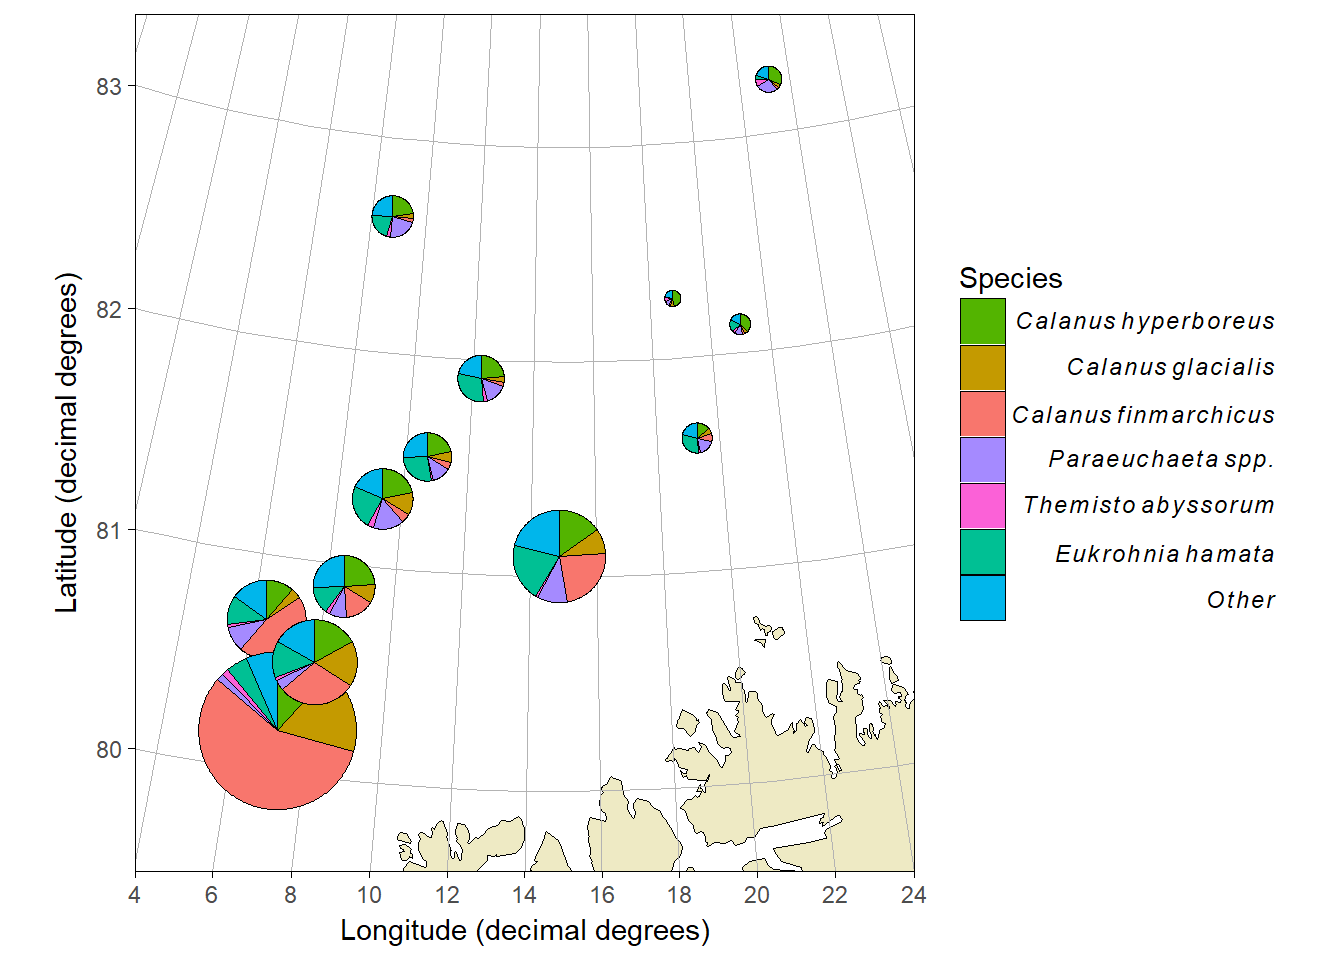 83
82
81
80
Latitude (decimal degrees)
4 6 8 10 12 14 16 18 20 22 24
Longitude (decimal degrees)
Species
Calanus hyperboreus
Calanus glacialis
Calanus finmarchicus
Paraeuchaeta spp.
Themisto abyssorum
Eukrohnia hamata
Other